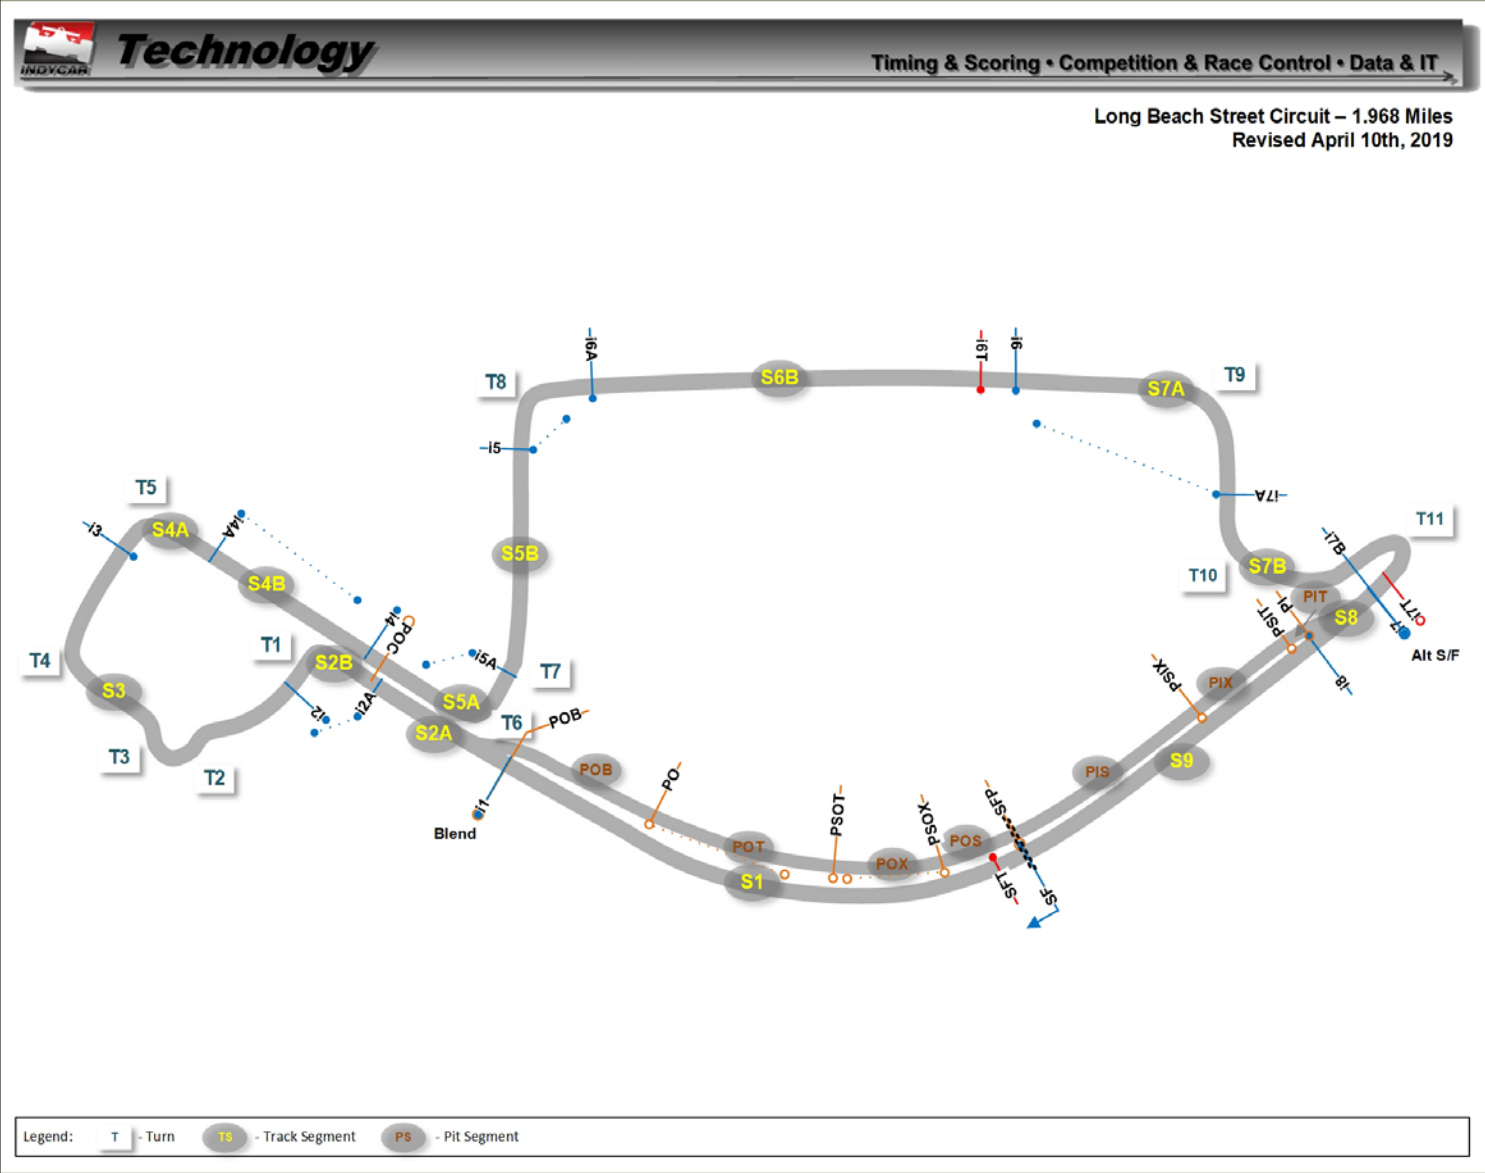 INDYCAR
Technology
Timing & Scoring • Competition & Race Control • Data & IT
Long Beach Street Circuit – 1.968 Miles
Revised April 10th, 2019
i6A
i6T
i6
T8
S6B
S7A
T9
i5
i7A
T5
i3
S4A
i4A
S5B
T11
i7B
S7B
T10
S4B
PIT
PI
PSIT
S8
i7T
i7
i4
POC
T1
S2B
i5A
T7
Alt S/F
T4
S3
PSIX
PIX
i8
i2
i2A
S5A
T6
POB
S2A
T3
T2
POB
PO
S9
PIS
i1
Blend
PSOT
PSOX
SFP
POT
POX
POS
S1
SFT
SF
Legend:
T - Turn
TS - Track Segment
PS - Pit Segment